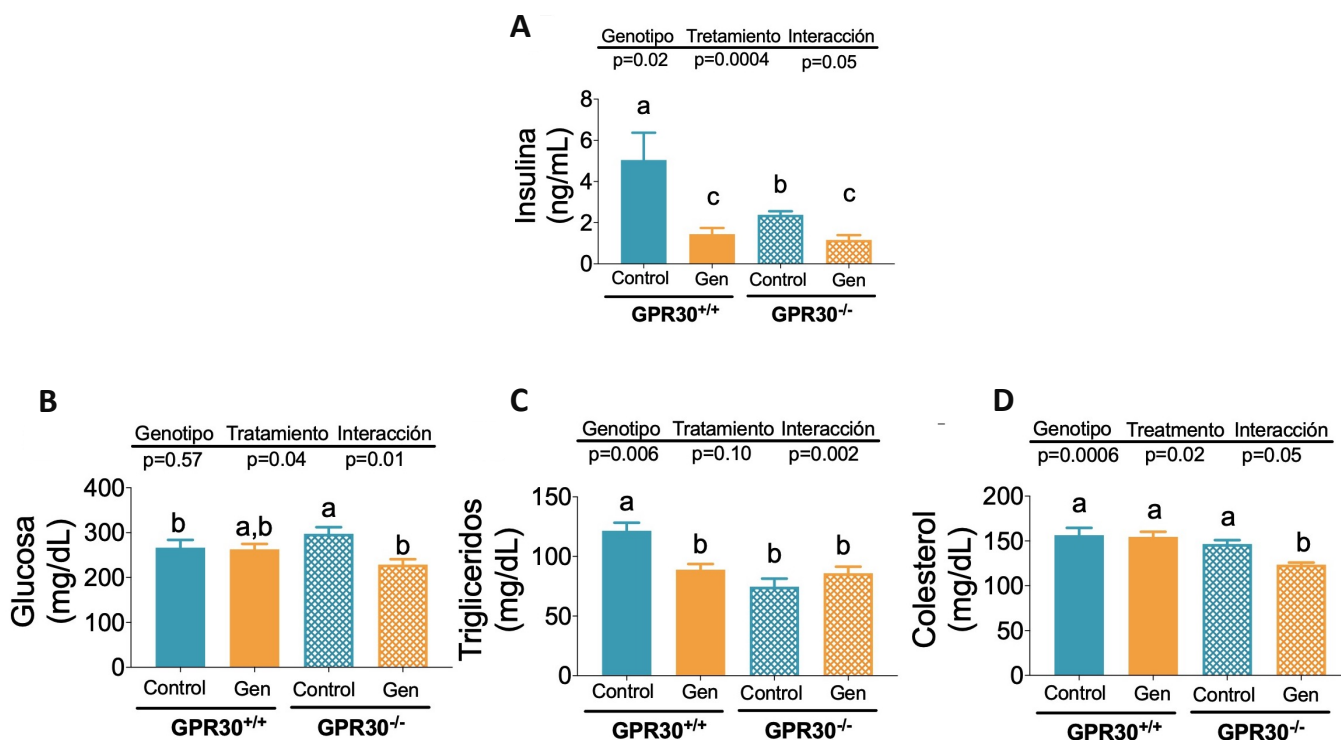 A
Genotipo Tretamiento Interacción
p=0.02 p=0.0004 p=0.05
Insulina
(ng/mL)
8
6
4
2
0
a
c
b
c
Control Gen Control Gen
GPR30+/+ GPR30-/-
B
Genotipo Tratamiento Interacción
p=0.57 p=0.04 p=0.01
Glucosa
(mg/dL)
400
300
200
100
0
b
a,b
a
b
Control Gen Control Gen
GPR30+/+ GPR30-/-
C
Genotipo Tratamiento Interacción
p=0.006 p=0.10 p=0.002
Trigliceridos
(mg/dL)
150
100
50
0
a
b
b
b
Control Gen Control Gen
GPR30+/+ GPR30-/-
D
Genotipo Treatmento Interacción
p=0.0006 p=0.02 p=0.05
Colesterol
(mg/dL)
200
150
100
50
0
a
a
a
b
Control Gen Control Gen
GPR30+/+ GPR30-/-